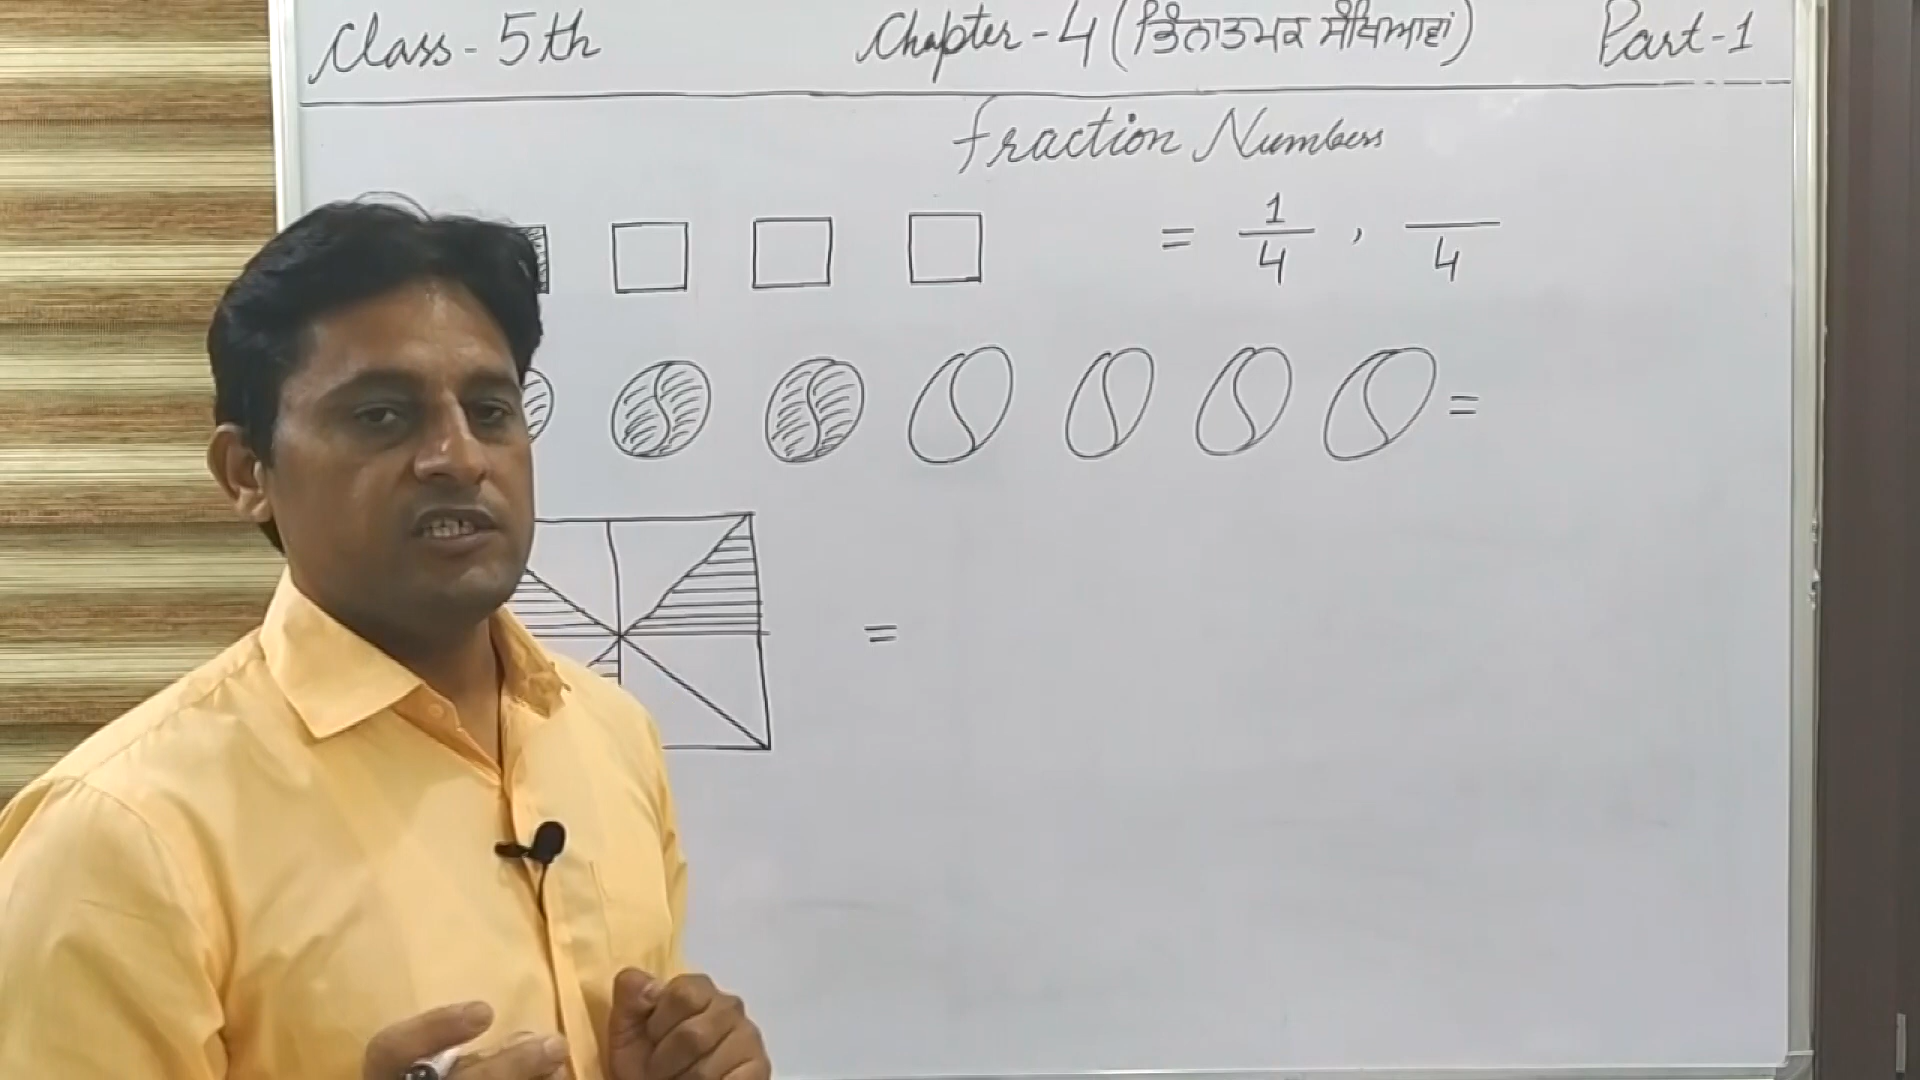 Class - 5th Chapter - 4 (ਭਿੰਨਾਤਮਕ ਸੰਖਿਆਵਾਂ) Part - 1
Fraction Numbers
= 1/4 , /4
=
=